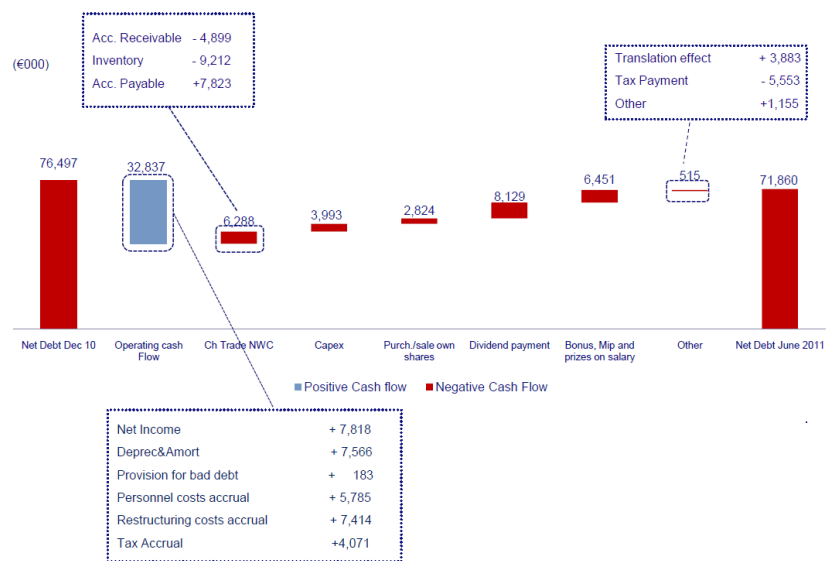 Acc. Receivable - 4,899
Inventory - 9,212
Acc. Payable +7,823
(€000)
Translation effect + 3,883
Tax Payment - 5,553
Other +1,155
76,497
32,837
6,288
3,993
2,824
8,129
6,451
515
71,860
Net Debt Dec 10
Operating cash
Flow
Ch Trade NWC
Capex
Purch./sale own
shares
Dividend payment
Bonus, Mip and
prizes on salary
Other
Net Debt June 2011
Positive Cash flow
Negative Cash Flow
Net Income + 7,818
Deprec&Amort + 7,566
Provision for bad debt + 183
Personnel costs accrual + 5,785
Restructuring costs accrual + 7,414
Tax Accrual +4,071